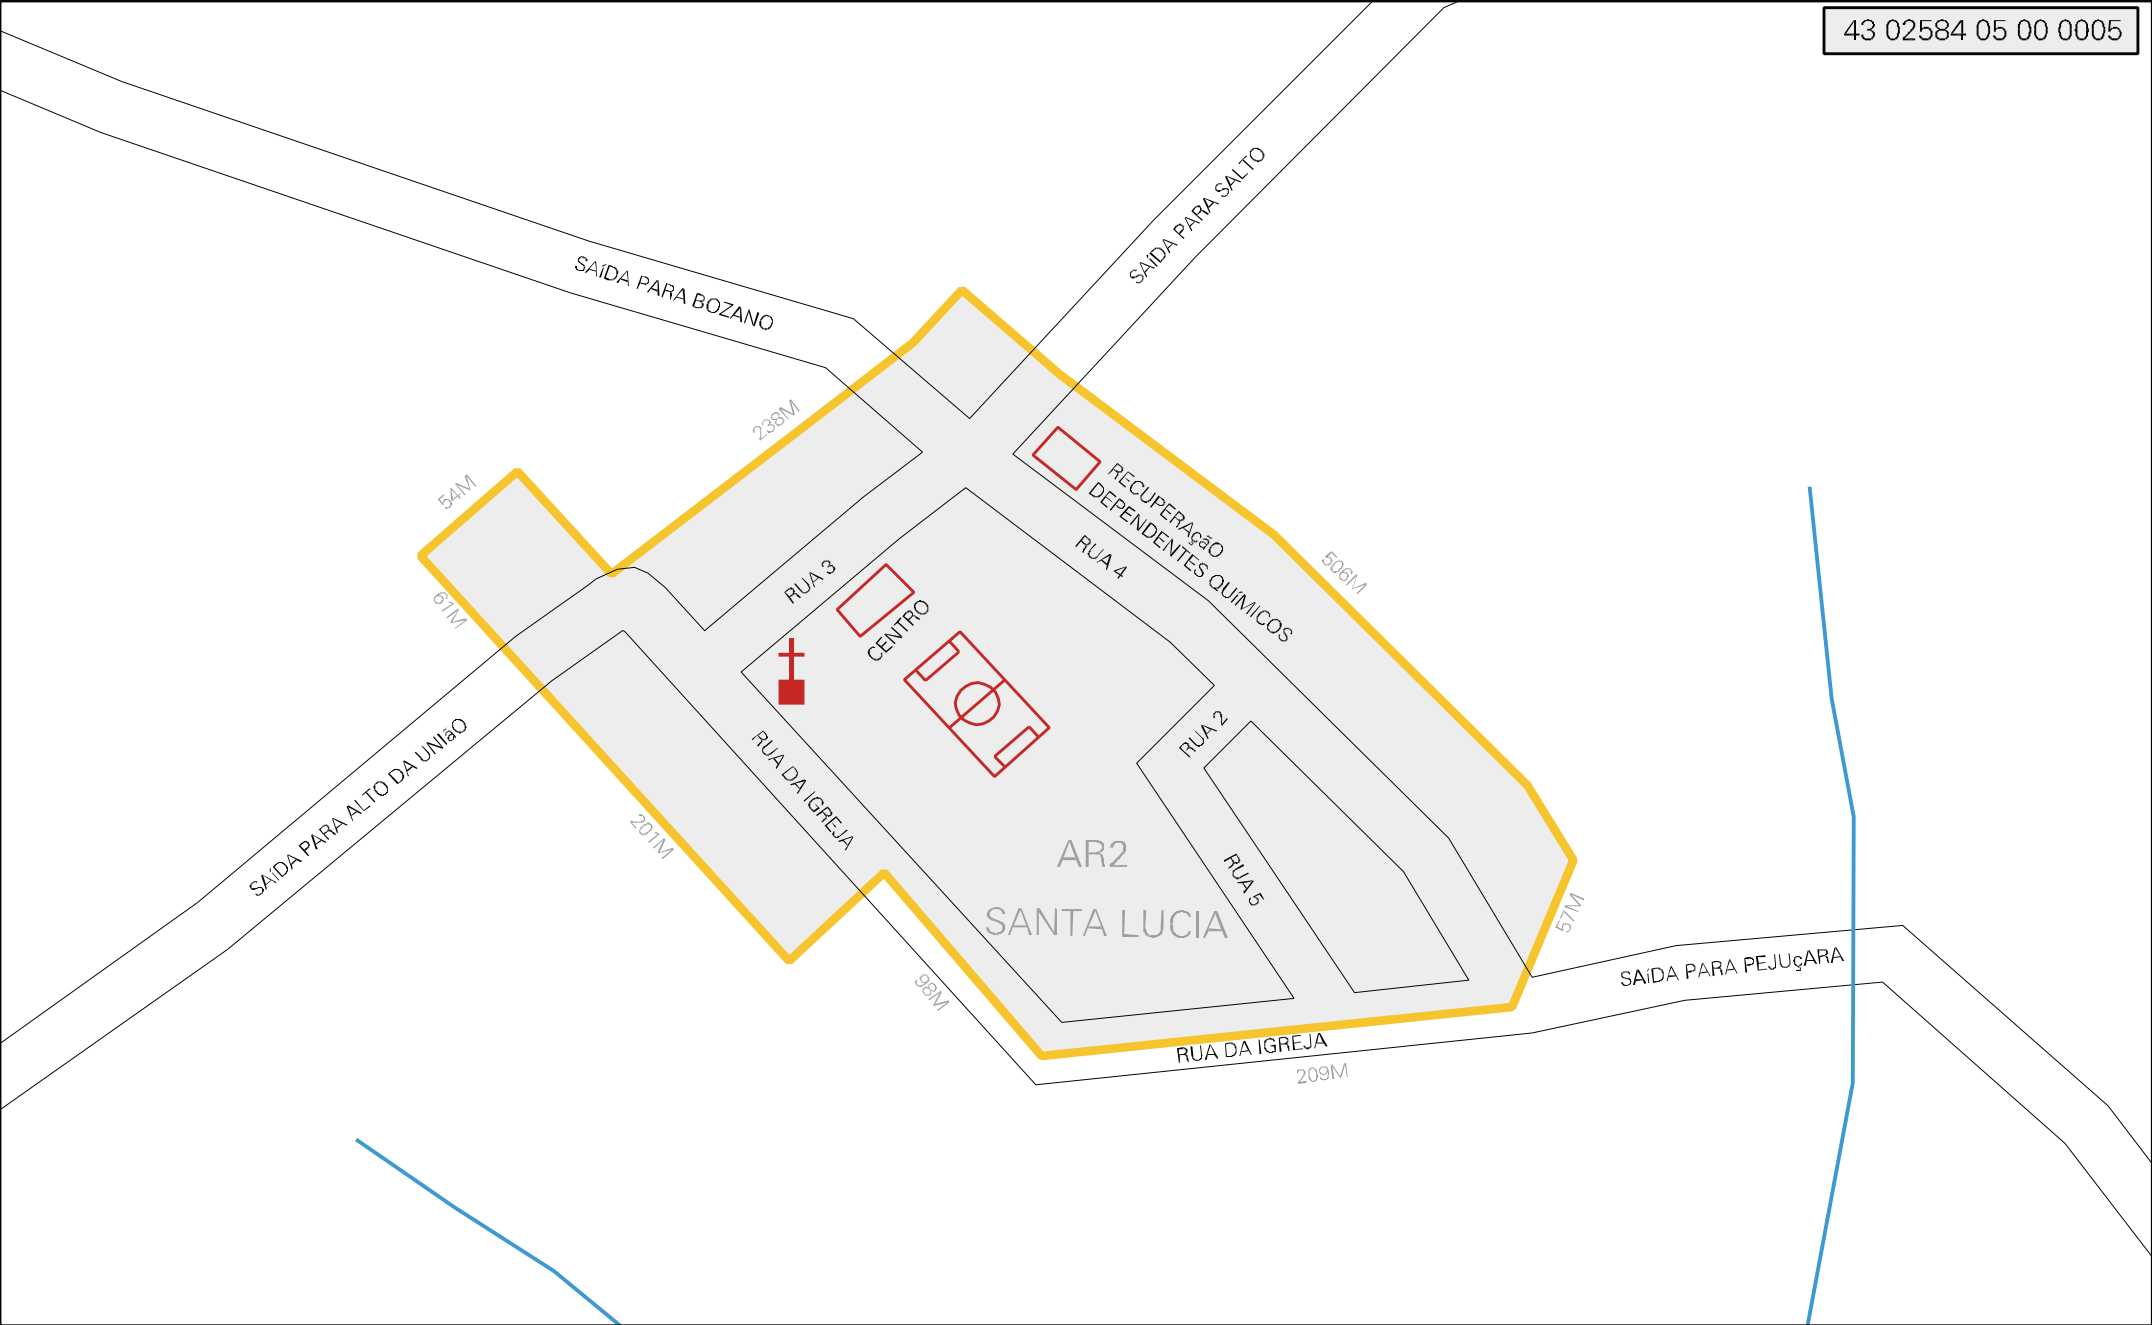 43 02584 05 00 0005
SAíDA PARA SALTO
SAíDA PARA BOZANO
238M
54M
RECUPERAçãO
DEPENDENTES QUíMICOS
RUA 4
506M
RUA 3
61M
CENTRO
RUA 2
RUA DA IGREJA
SAíDA PARA ALTO DA UNIãO
201M
AR2
RUA 5
SANTA LUCIA
57M
SAíDA PARA PEJUçARA
98M
RUA DA IGREJA
209M